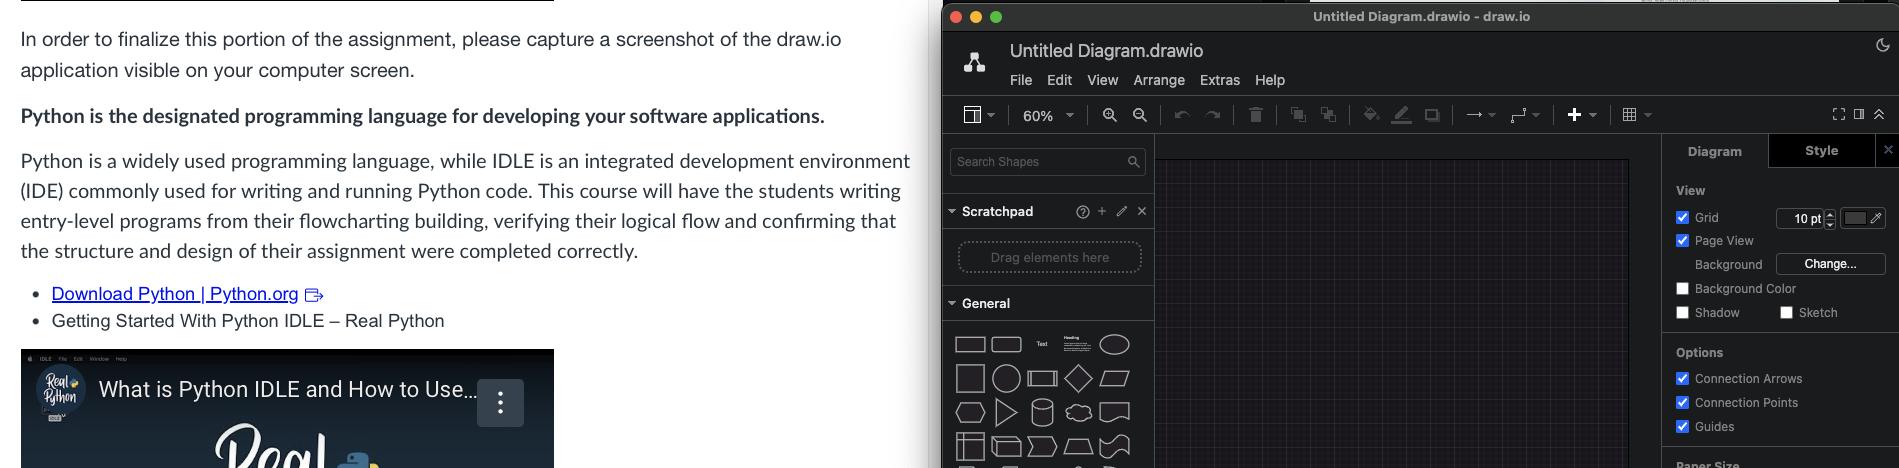 In order to finalize this portion of the assignment, please capture a screenshot of the draw.io
application visible on your computer screen.
Python is the designated programming language for developing your software applications.
Python is a widely used programming language, while IDLE is an integrated development environment
(IDE) commonly used for writing and running Python code. This course will have the students writing
entry-level programs from their flowcharting building, verifying their logical flow and confirming that
the structure and design of their assignment were completed correctly.
Download Python | Python.org
Getting Started With Python IDLE – Real Python
IDLE File Edit Window Help
Real
Python
What is Python IDLE and How to Use...
Real
Untitled Diagram.drawio - draw.io
Untitled Diagram.drawio
File Edit View Arrange Extras Help
60%
Search Shapes
Scratchpad
Drag elements here
General
Text
Heading
Diagram Style
View
Grid 10 pt
Page View
Background Change...
Background Color
Shadow Sketch
Options
Connection Arrows
Connection Points
Guides
Paper Size